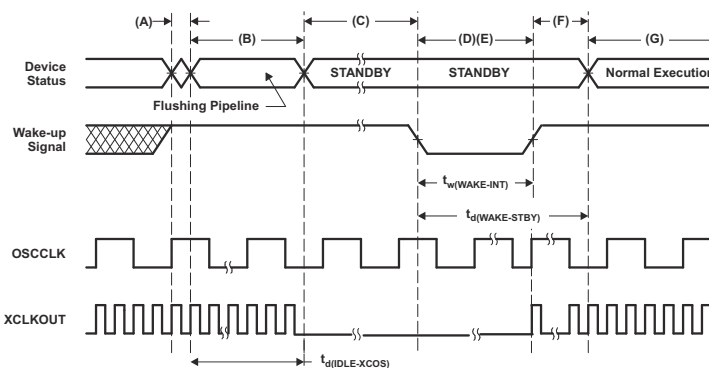 (A)
(B)
(C)
(D)(E)
(F)
(G)
Device
Status
STANDBY
STANDBY
Normal Execution
Flushing Pipeline
Wake-up
Signal
tw(WAKE-INT)
td(WAKE-STBY)
OSCCLK
XCLKOUT
td(IDLE-XCOS)